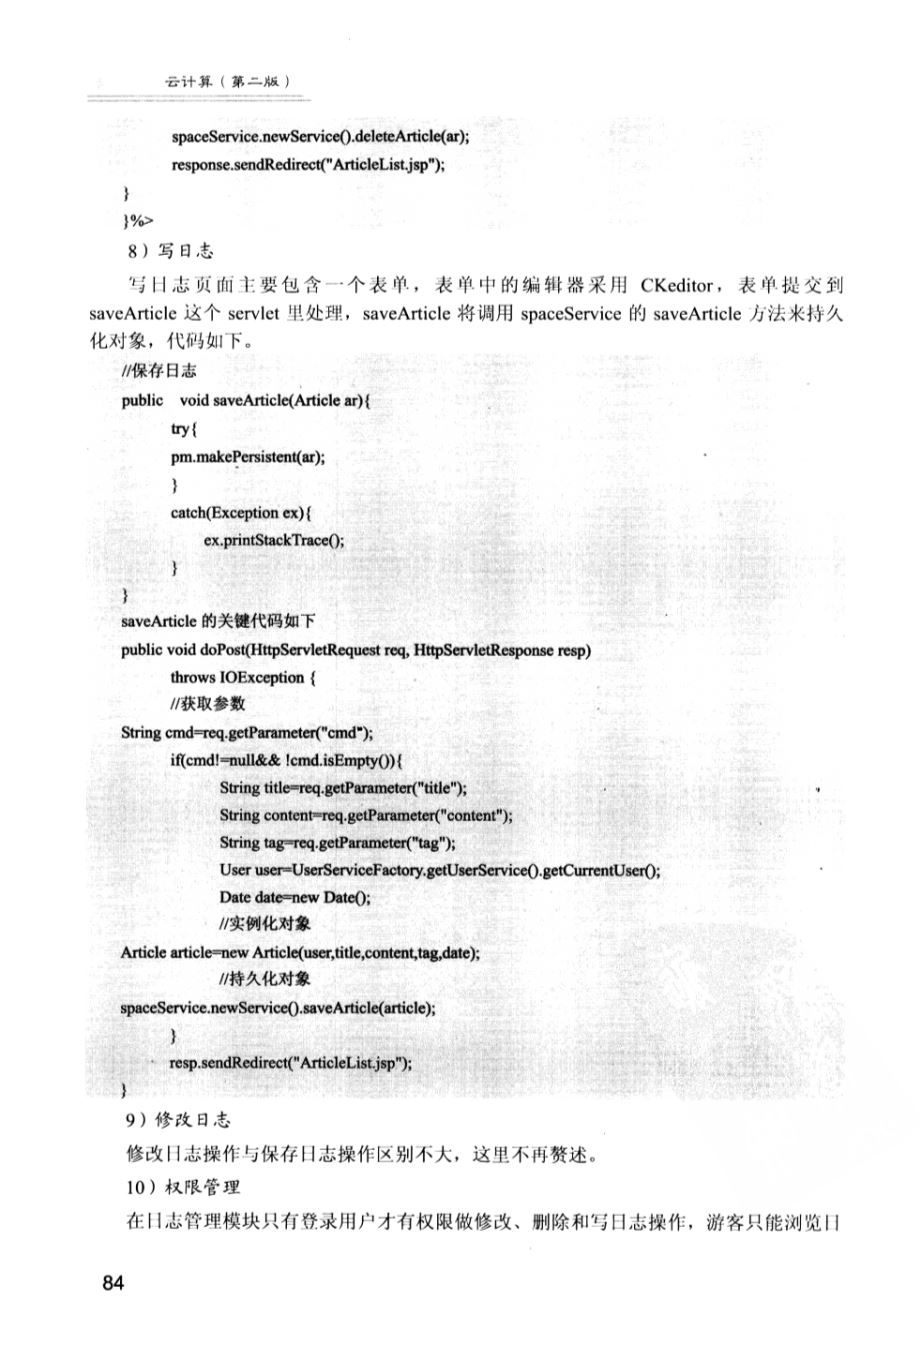 云计算（第二版）
spaceService.newService().deleteArticle(ar);
response.sendRedirect("ArticleList.jsp");
}
}%>
8）写日志
写日志页面主要包含一个表单，表单中的编辑器采用 CKeditor，表单提交到
saveArticle 这个 servlet 里处理，saveArticle 将调用 spaceService 的 saveArticle 方法来持久
化对象，代码如下。
//保存日志
public void saveArticle(Article ar){
try{
pm.makePersistent(ar);
}
catch(Exception ex){
ex.printStackTrace();
}
}
saveArticle 的关键代码如下
public void doPost(HttpServletRequest req, HttpServletResponse resp)
throws IOException {
//获取参数
String cmd=req.getParameter("cmd");
if(cmd!=null&& !cmd.isEmpty()){
String title=req.getParameter("title");
String content=req.getParameter("content");
String tag=req.getParameter("tag");
User user=UserServiceFactory.getUserService().getCurrentUser();
Date date=new Date();
//实例化对象
Article article=new Article(user,title,content,tag,date);
//持久化对象
spaceService.newService().saveArticle(article);
}
resp.sendRedirect("ArticleList.jsp");
}
9）修改日志
修改日志操作与保存日志操作区别不大，这里不再赘述。
10）权限管理
在日志管理模块只有登录用户才有权限做修改、删除和写日志操作，游客只能浏览日
84